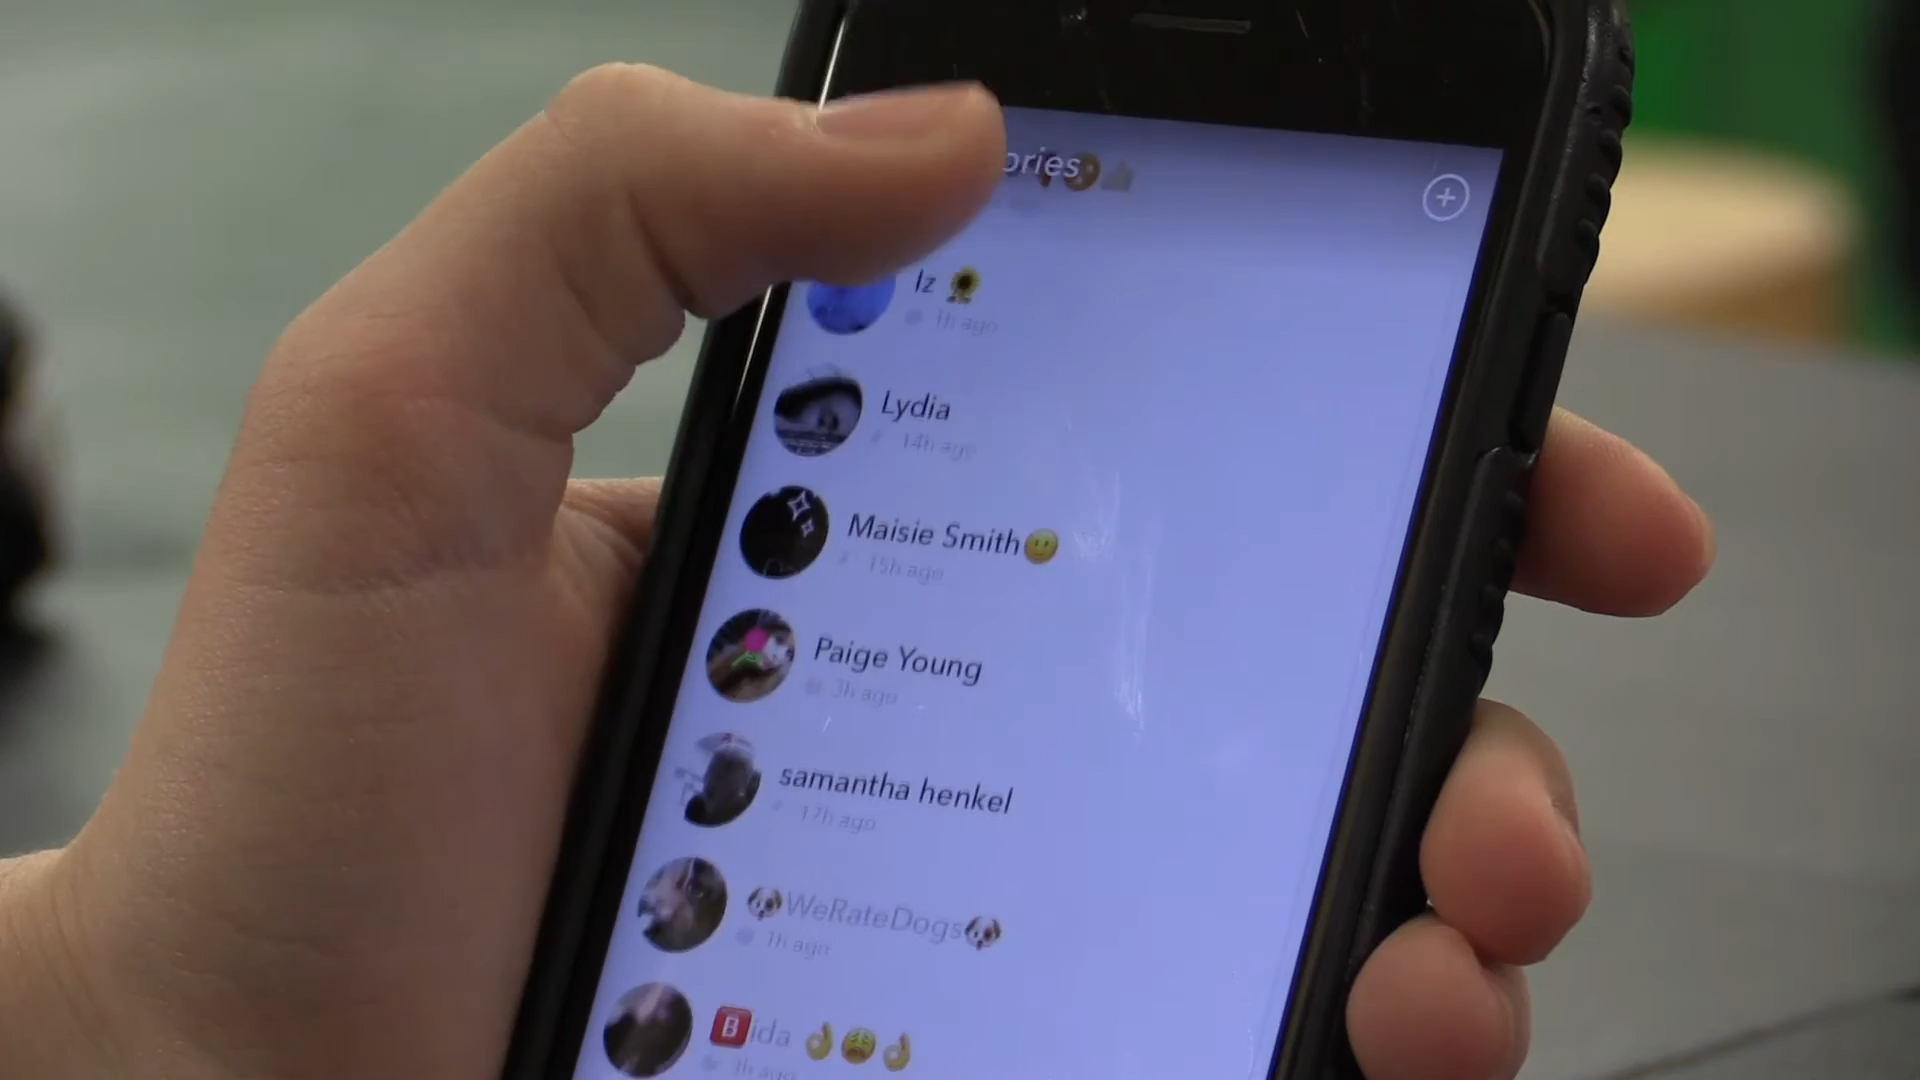 ories
Iz 🌻
1h ago
Lydia
14h ago
Maisie Smith🙂
15h ago
Paige Young
3h ago
samantha henkel
17h ago
🐶WeRateDogs🐶
1h ago
🅱ida 👌😩👌